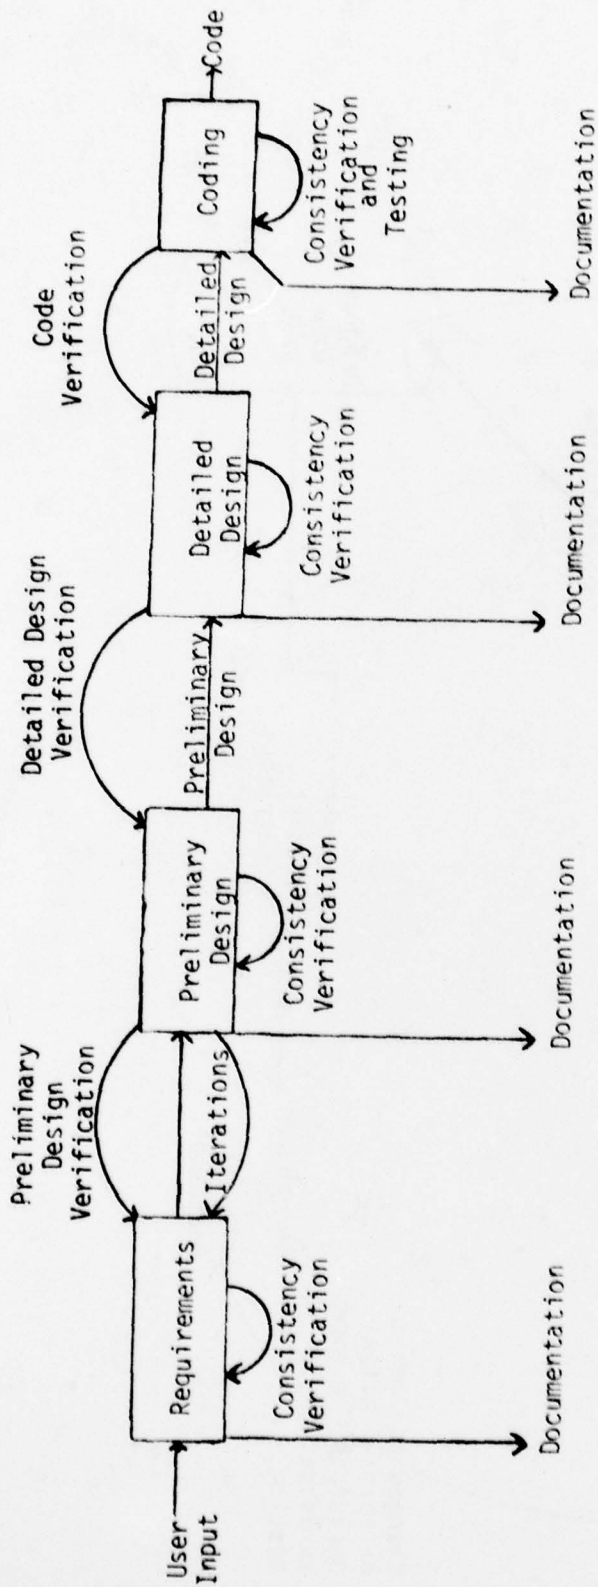 User
Input
Requirements
Consistency
Verification
Documentation
Preliminary
Design
Verification
Iterations
Preliminary
Design
Consistency
Verification
Documentation
Detailed Design
Verification
Preliminary
Design
Detailed
Design
Consistency
Verification
Documentation
Code
Verification
Detailed
Design
Coding
Consistency
Verification
and
Testing
Documentation
Code